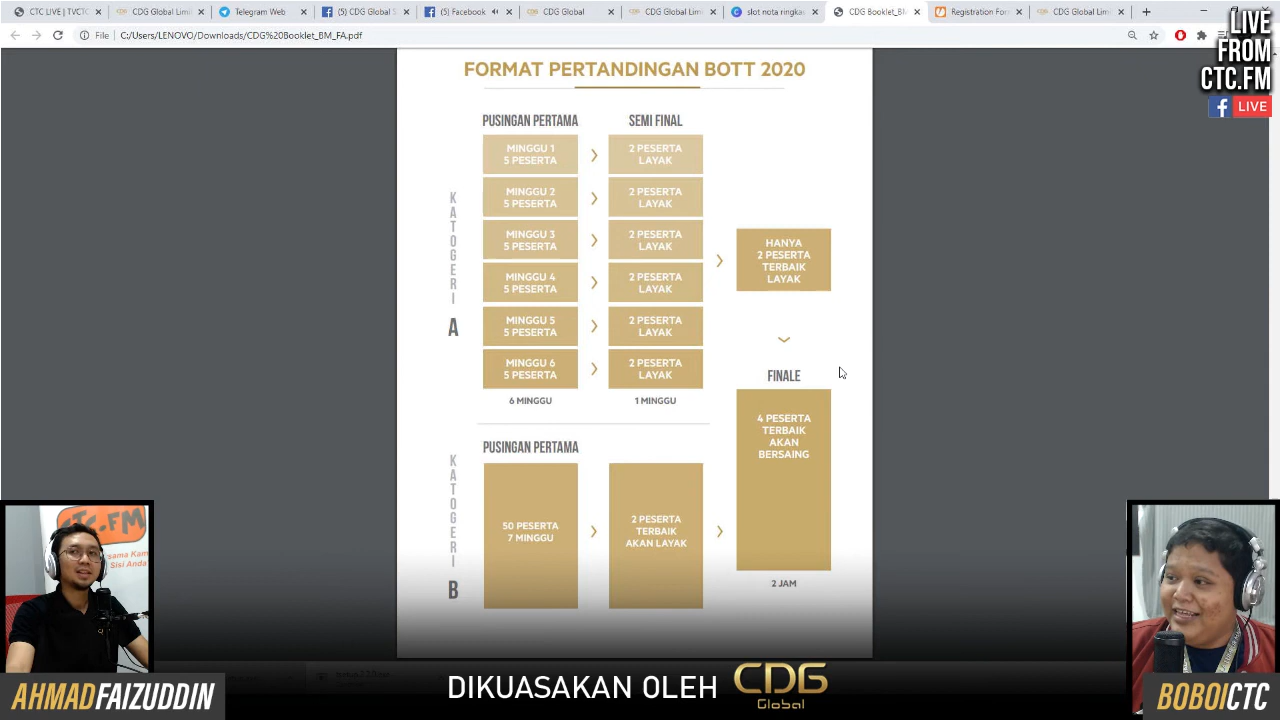 CTC LIVE | TVCTC
CDG Global Limi
Telegram Web
(5) CDG Global S
(5) Facebook
CDG Global
CDG Global Limi
slot nota ringka
CDG Booklet_BM
Registration For
CDG Global Lim
File
C:/Users/LENOVO/Downloads/CDG%20Booklet_BM_FA.pdf
LIVE
FROM
CTC.FM
LIVE
FORMAT PERTANDINGAN BOTT 2020
PUSINGAN PERTAMA
SEMI FINAL
KATOGERI
A
MINGGU 1
5 PESERTA
2 PESERTA
LAYAK
MINGGU 2
5 PESERTA
2 PESERTA
LAYAK
MINGGU 3
5 PESERTA
2 PESERTA
LAYAK
MINGGU 4
5 PESERTA
2 PESERTA
LAYAK
MINGGU 5
5 PESERTA
2 PESERTA
LAYAK
MINGGU 6
5 PESERTA
2 PESERTA
LAYAK
6 MINGGU
1 MINGGU
HANYA
2 PESERTA
TERBAIK
LAYAK
FINALE
4 PESERTA
TERBAIK
AKAN
BERSAING
2 JAM
PUSINGAN PERTAMA
KATOGERI
B
50 PESERTA
7 MINGGU
2 PESERTA
TERBAIK
AKAN LAYAK
CTC-FM
AHMADFAIZUDDIN
DIKUASAKAN OLEH
CDG
Global
BOBOICTC